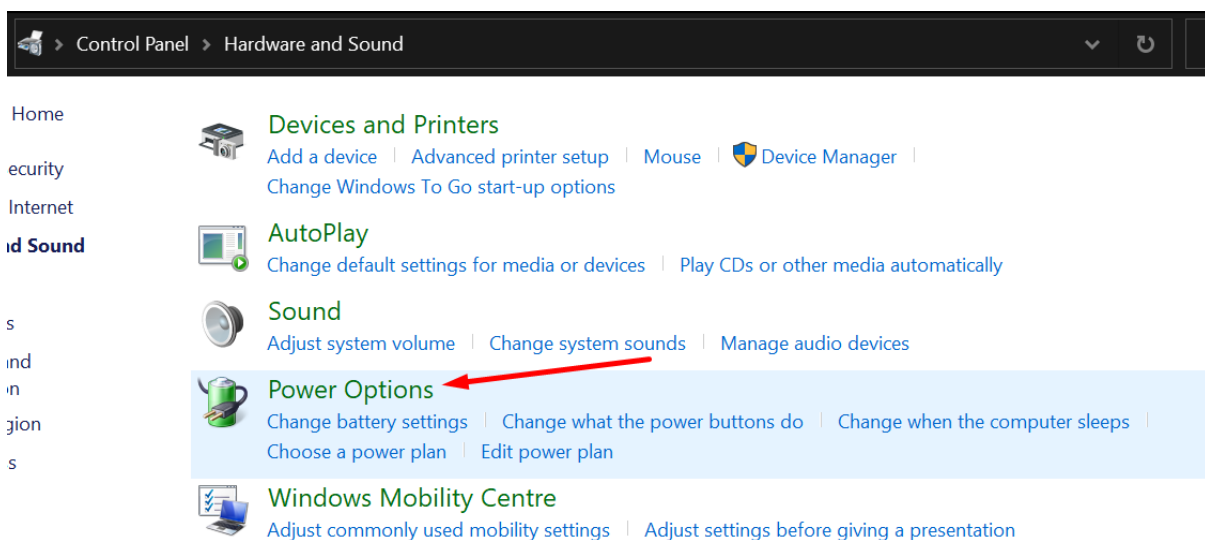 Control Panel > Hardware and Sound
Home
ecurity
Internet
d Sound
s
nd
n
gion
s
Devices and Printers
Add a device | Advanced printer setup | Mouse | Device Manager |
Change Windows To Go start-up options
AutoPlay
Change default settings for media or devices | Play CDs or other media automatically
Sound
Adjust system volume | Change system sounds | Manage audio devices
Power Options
Change battery settings | Change what the power buttons do | Change when the computer sleeps |
Choose a power plan | Edit power plan
Windows Mobility Centre
Adjust commonly used mobility settings | Adjust settings before giving a presentation